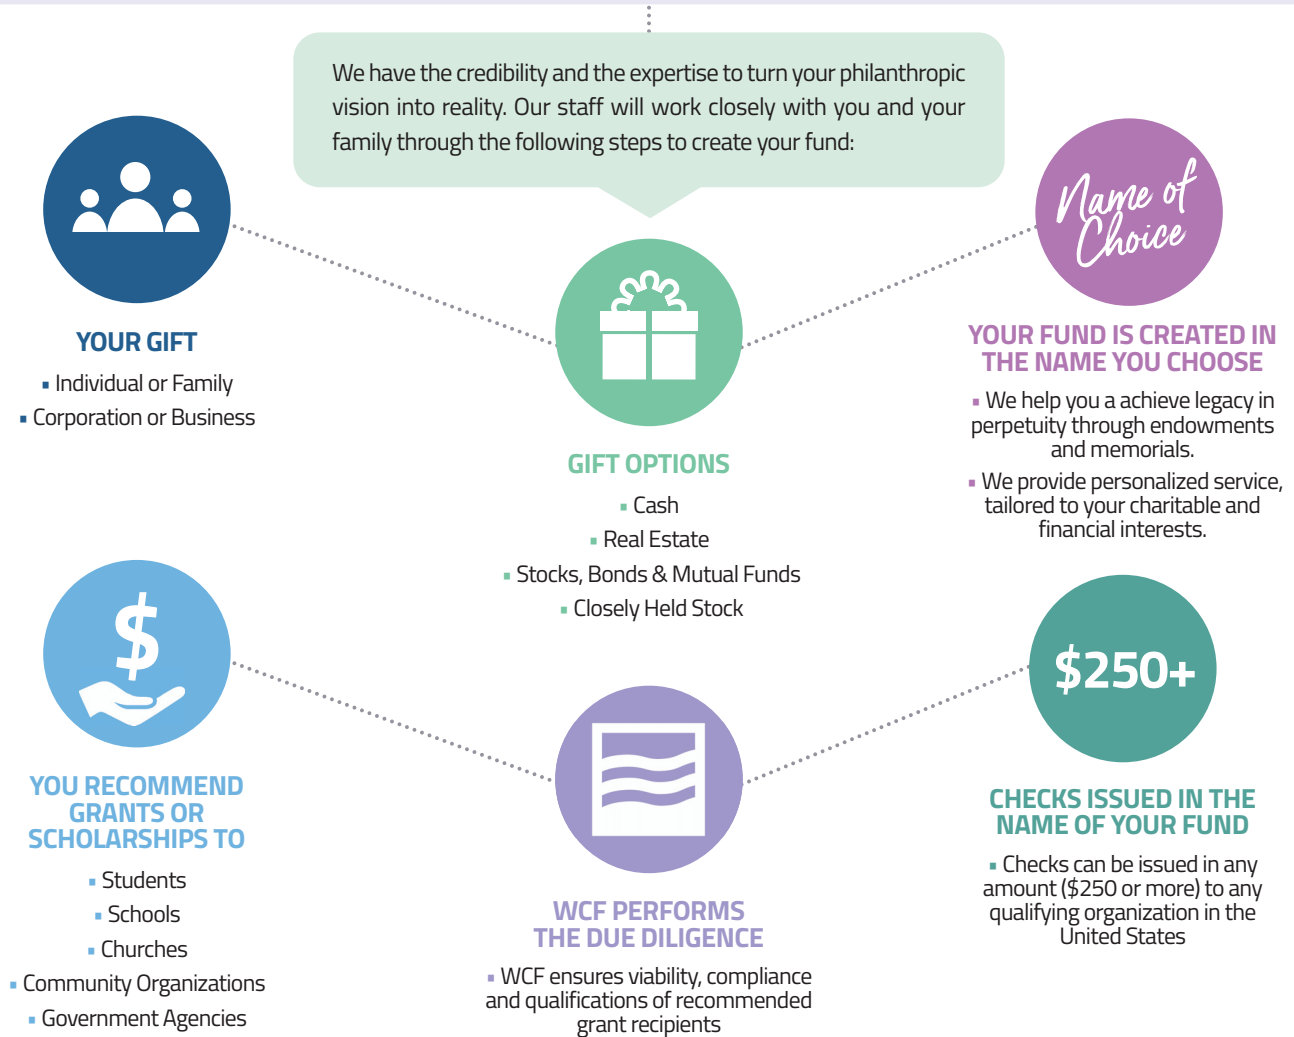 We have the credibility and the expertise to turn your philanthropic
vision into reality. Our staff will work closely with you and your
family through the following steps to create your fund:
YOUR GIFT
▪ Individual or Family
▪ Corporation or Business
GIFT OPTIONS
▪ Cash
▪ Real Estate
▪ Stocks, Bonds & Mutual Funds
▪ Closely Held Stock
Name of
Choice
YOUR FUND IS CREATED IN
THE NAME YOU CHOOSE
▪ We help you a achieve legacy in
perpetuity through endowments
and memorials.
▪ We provide personalized service,
tailored to your charitable and
financial interests.
$
YOU RECOMMEND
GRANTS OR
SCHOLARSHIPS TO
▪ Students
▪ Schools
▪ Churches
▪ Community Organizations
▪ Government Agencies
WCF PERFORMS
THE DUE DILIGENCE
▪ WCF ensures viability, compliance
and qualifications of recommended
grant recipients
$250+
CHECKS ISSUED IN THE
NAME OF YOUR FUND
▪ Checks can be issued in any
amount ($250 or more) to any
qualifying organization in the
United States